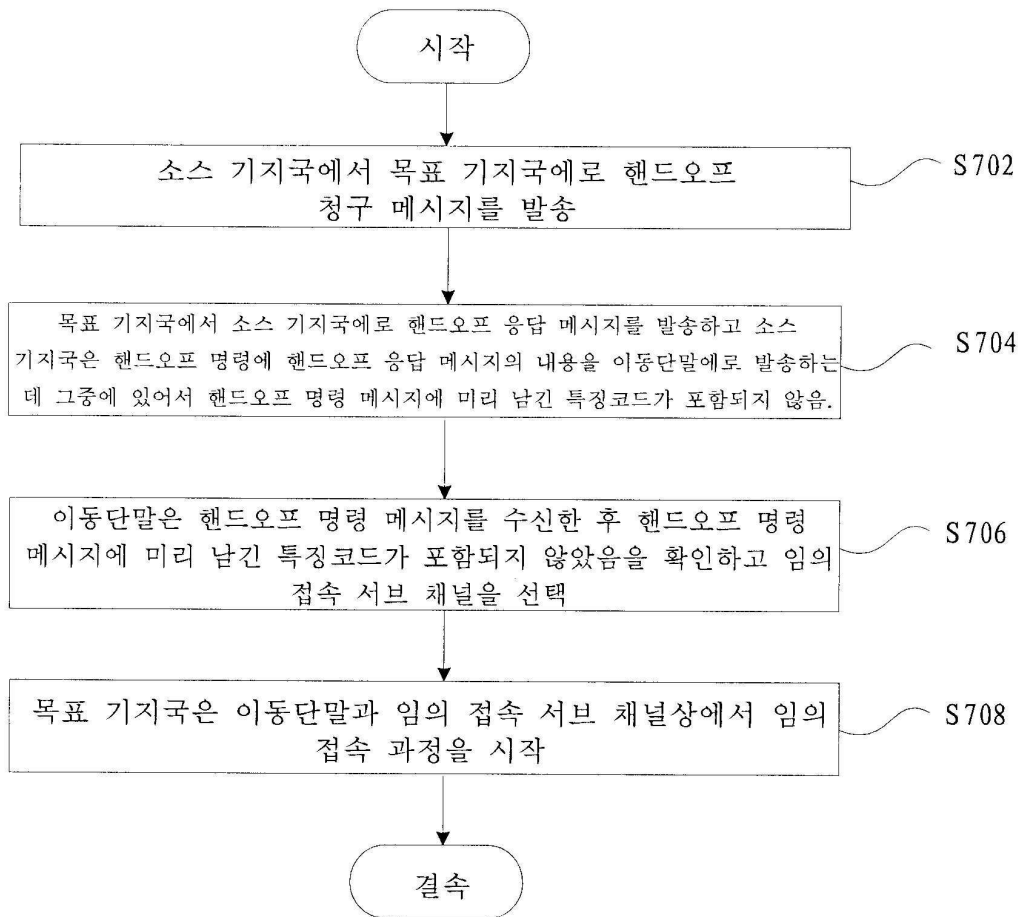 시작
소스 기지국에서 목표 기지국에로 핸드오프
청구 메시지를 발송
S702
목표 기지국에서 소스 기지국에로 핸드오프 응답 메시지를 발송하고 소스
기지국은 핸드오프 명령에 핸드오프 응답 메시지의 내용을 이동단말에로 발송하는
데 그중에 있어서 핸드오프 명령 메시지에 미리 남긴 특징코드가 포함되지 않음.
S704
이동단말은 핸드오프 명령 메시지를 수신한 후 핸드오프 명령
메시지에 미리 남긴 특징코드가 포함되지 않았음을 확인하고 임의
접속 서브 채널을 선택
S706
목표 기지국은 이동단말과 임의 접속 서브 채널상에서 임의
접속 과정을 시작
S708
결속